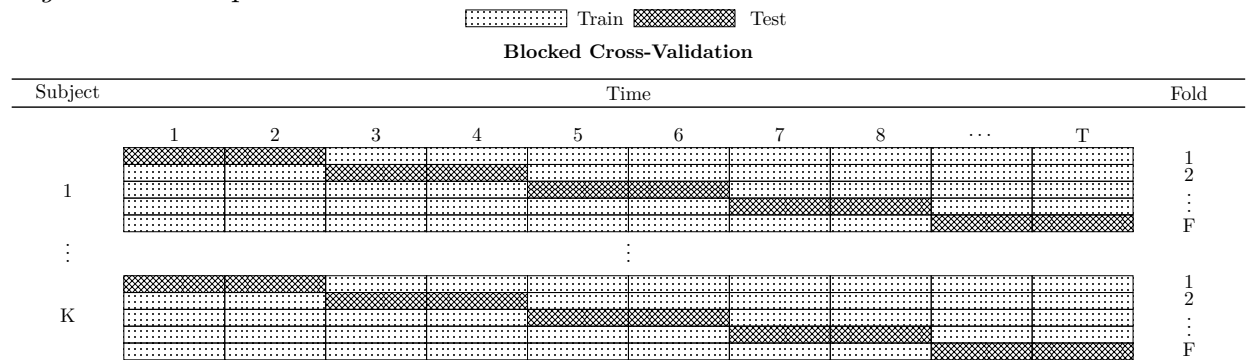 Train Test
Blocked Cross-Validation
Subject Time Fold
1 2 3 4 5 6 7 8 ... T
1
2
1
⋮
F
⋮ ⋮
1
2
K
⋮
F